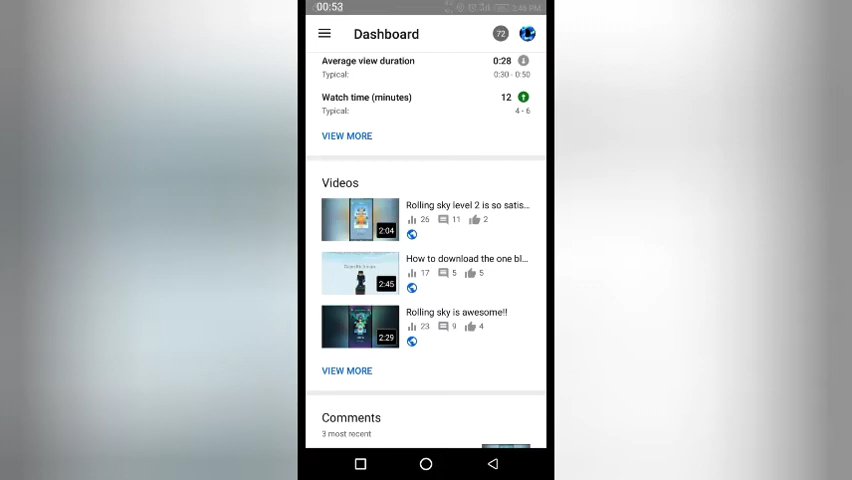 00:53
3:46 PM
Dashboard
72
Average view duration 0:28
Typical: 0:30 - 0:50
Watch time (minutes) 12
Typical: 4 - 6
VIEW MORE
Videos
Rolling sky level 2 is so satis...
2:04
26 11 2
How to download the one bl...
2:45
17 5 5
Rolling sky is awesome!!
2:29
23 9 4
VIEW MORE
Comments
3 most recent